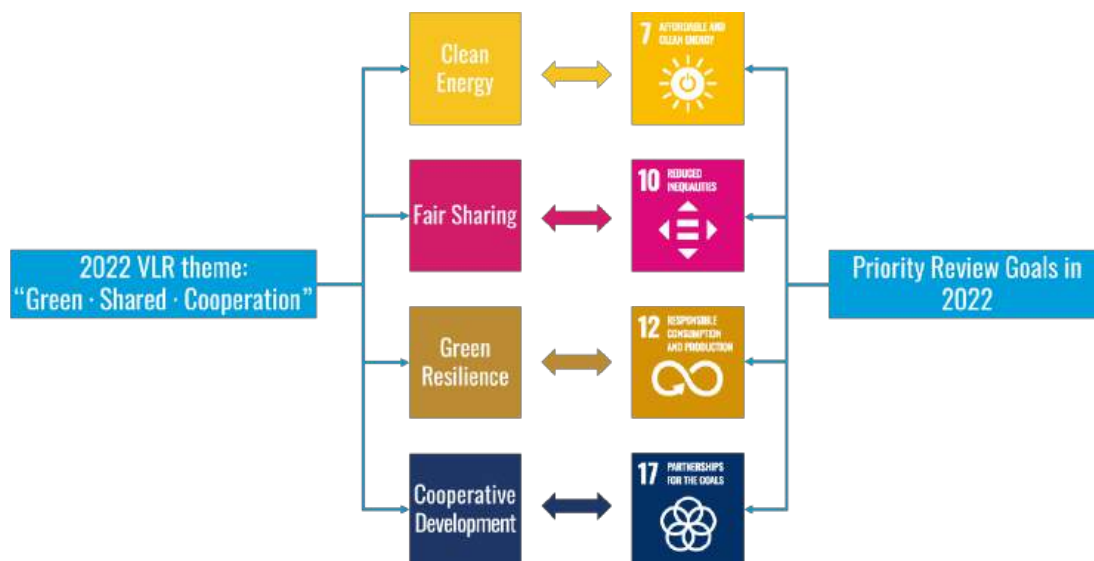 2022 VLR theme:
“Green · Shared · Cooperation”
Clean
Energy
Fair Sharing
Green
Resilience
Cooperative
Development
7 AFFORDABLE AND
CLEAN ENERGY
10 REDUCED
INEQUALITIES
12 RESPONSIBLE
CONSUMPTION
AND PRODUCTION
17 PARTNERSHIPS
FOR THE GOALS
Priority Review Goals in
2022